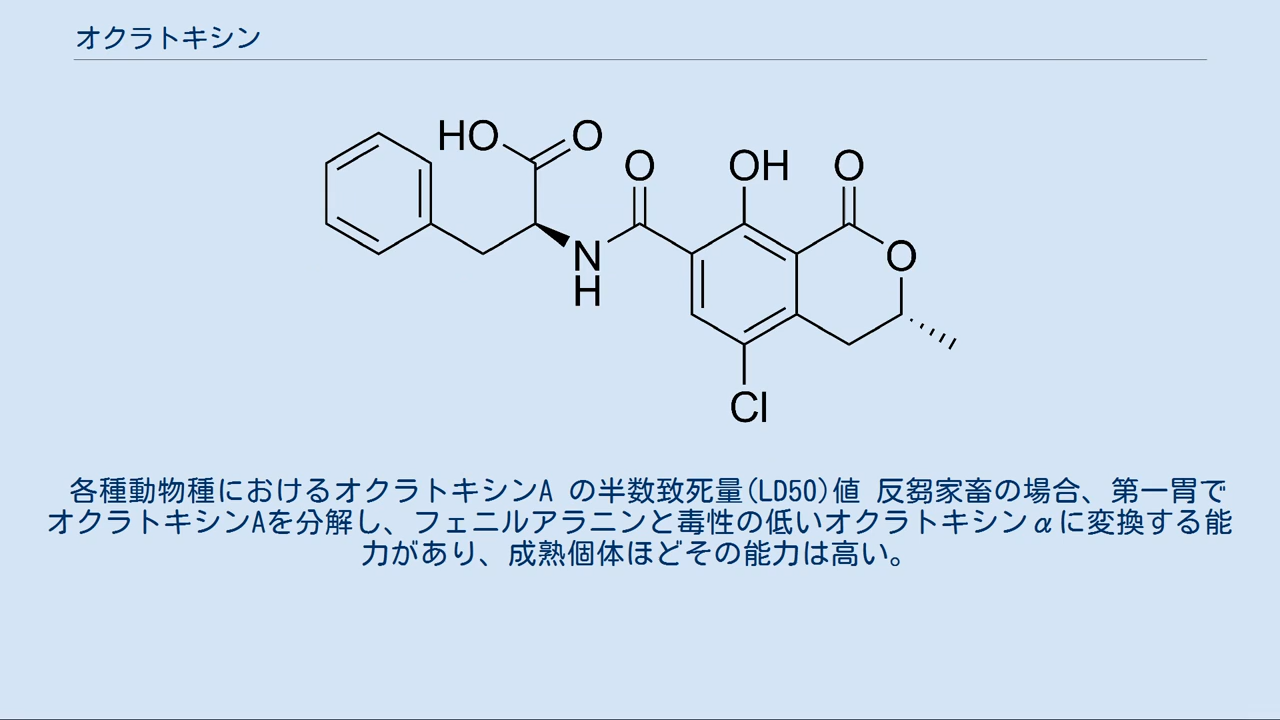 オクラトキシン
HO
O
O
OH
O
N
H
O
Cl
各種動物種におけるオクラトキシンA の半数致死量(LD50)値 反芻家畜の場合、第一胃で
オクラトキシンAを分解し、フェニルアラニンと毒性の低いオクラトキシンαに変換する能
力があり、成熟個体ほどその能力は高い。